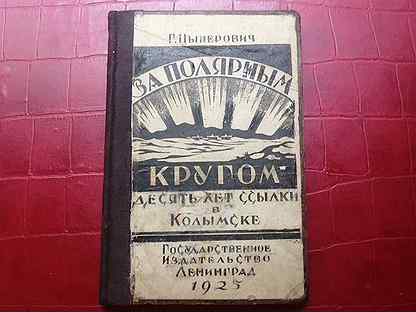 Г. Цыперович
ЗА ПОЛЯРНЫМ
КРУГОМ
ДЕСЯТЬ ЛЕТ ССЫЛКИ
В
КОЛЫМСКЕ
ГОСУДАРСТВЕННОЕ
ИЗДАТЕЛЬСТВО
ЛЕНИНГРАД
1925